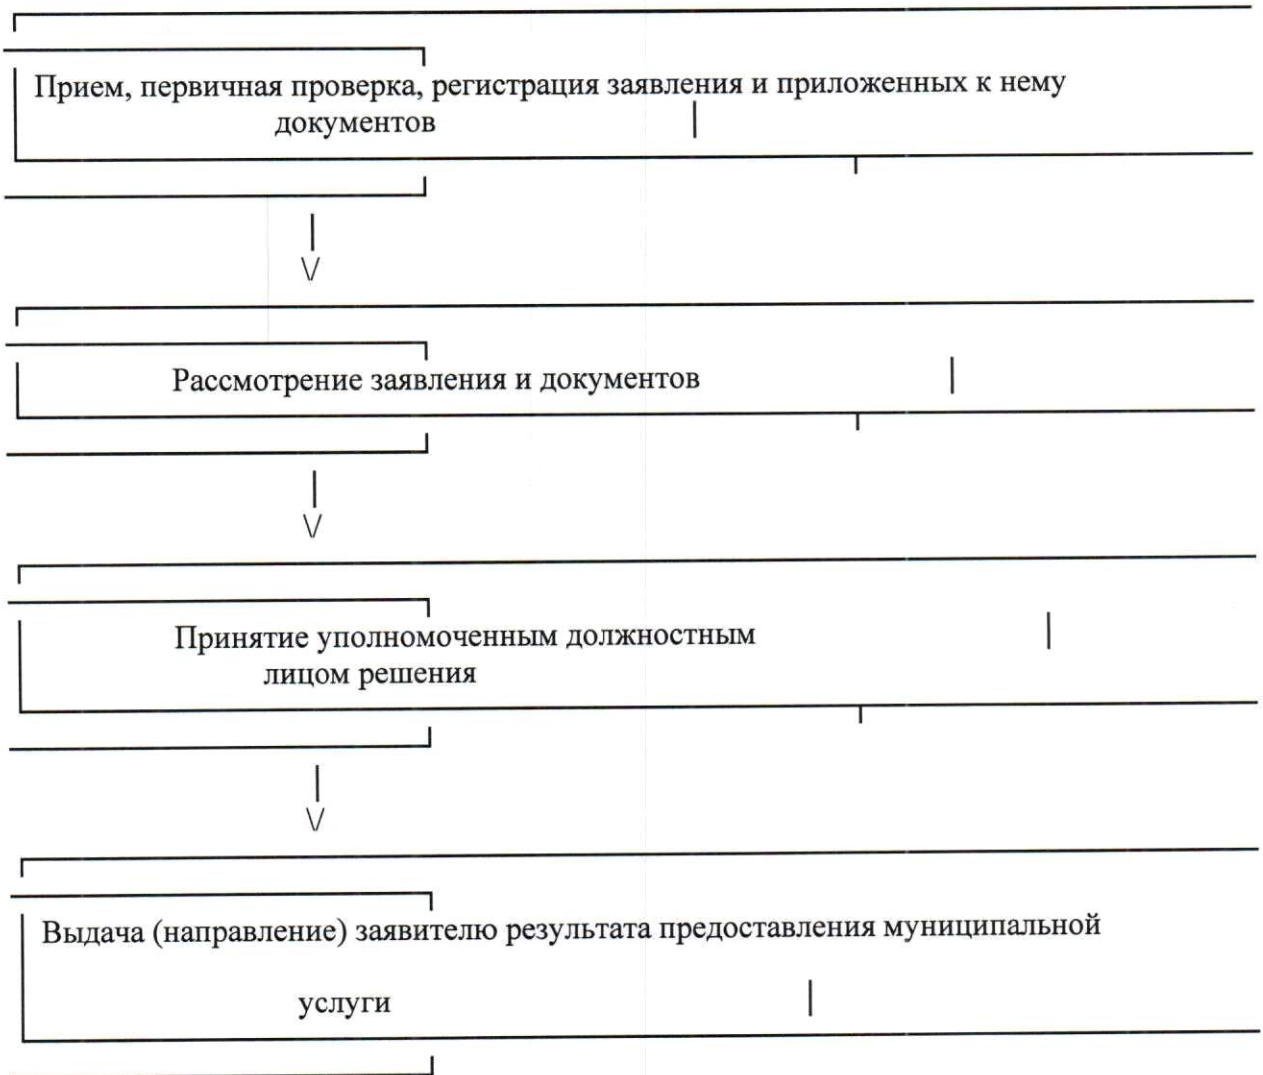 Прием, первичная проверка, регистрация заявления и приложенных к нему
документов
Рассмотрение заявления и документов
Принятие уполномоченным должностным
лицом решения
Выдача (направление) заявителю результата предоставления муниципальной
услуги